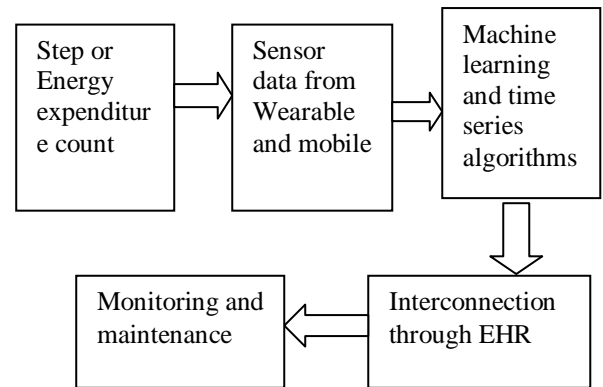 Step or
Energy
expenditur
e count
Sensor
data from
Wearable
and mobile
Machine
learning
and time
series
algorithms
Monitoring and
maintenance
Interconnection
through EHR